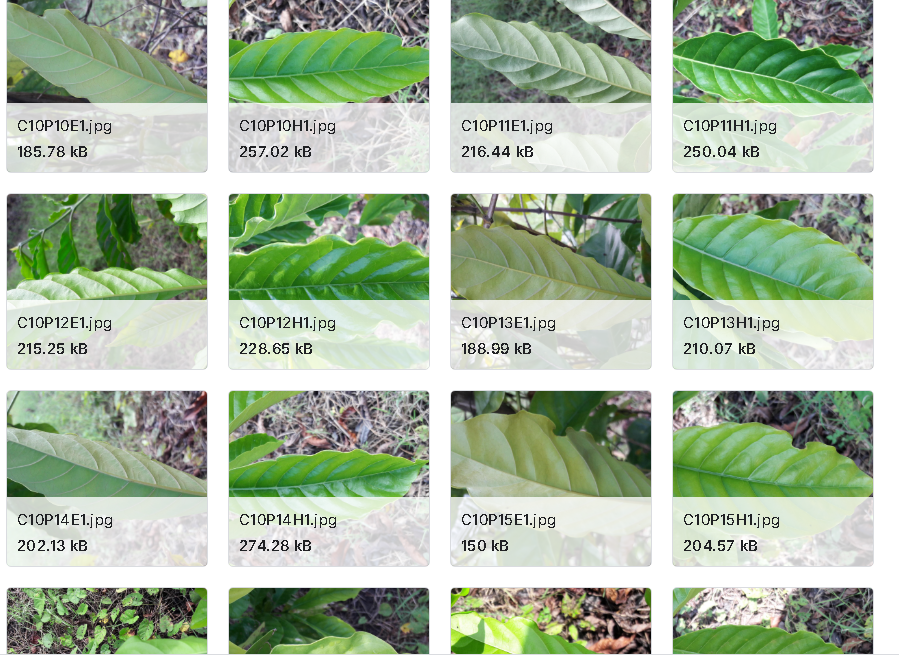 C10P10E1.jpg
185.78 kB
C10P10H1.jpg
257.02 kB
C10P11E1.jpg
216.44 kB
C10P11H1.jpg
250.04 kB
C10P12E1.jpg
215.25 kB
C10P12H1.jpg
228.65 kB
C10P13E1.jpg
188.99 kB
C10P13H1.jpg
210.07 kB
C10P14E1.jpg
202.13 kB
C10P14H1.jpg
274.28 kB
C10P15E1.jpg
150 kB
C10P15H1.jpg
204.57 kB